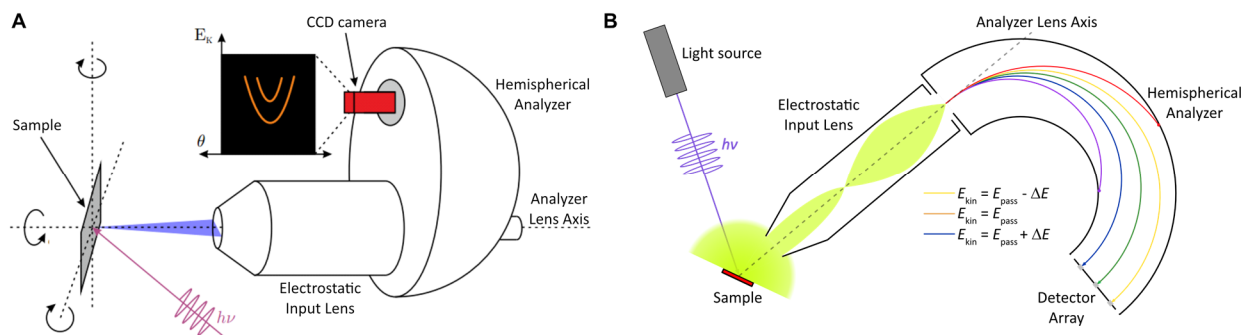 A
E_K
CCD camera
Hemispherical
Analyzer
Sample
θ
Analyzer
Lens Axis
Electrostatic
Input Lens
hν
B
Analyzer Lens Axis
Light source
Electrostatic
Input Lens
Hemispherical
Analyzer
hν
E_kin = E_pass - ΔE
E_kin = E_pass
E_kin = E_pass + ΔE
Sample
Detector
Array